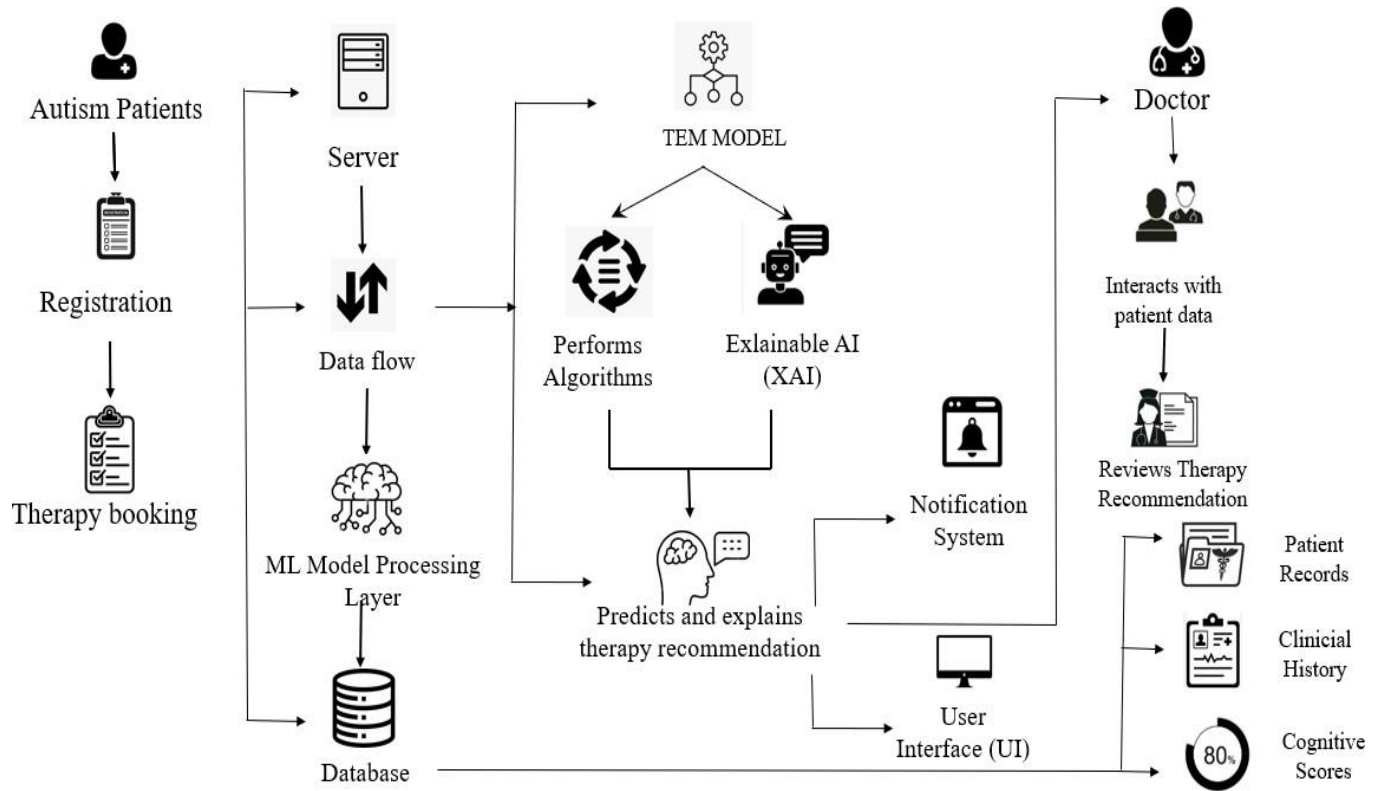 Autism Patients
Registration
Therapy booking
Server
Data flow
ML Model Processing
Layer
Database
TEM MODEL
Performs
Algorithms
Exlainable AI
(XAI)
Predicts and explains
therapy recommendation
Notification
System
User
Interface (UI)
Doctor
Interacts with
patient data
Reviews Therapy
Recommendation
Patient
Records
Clinicial
History
80%
Cognitive
Scores